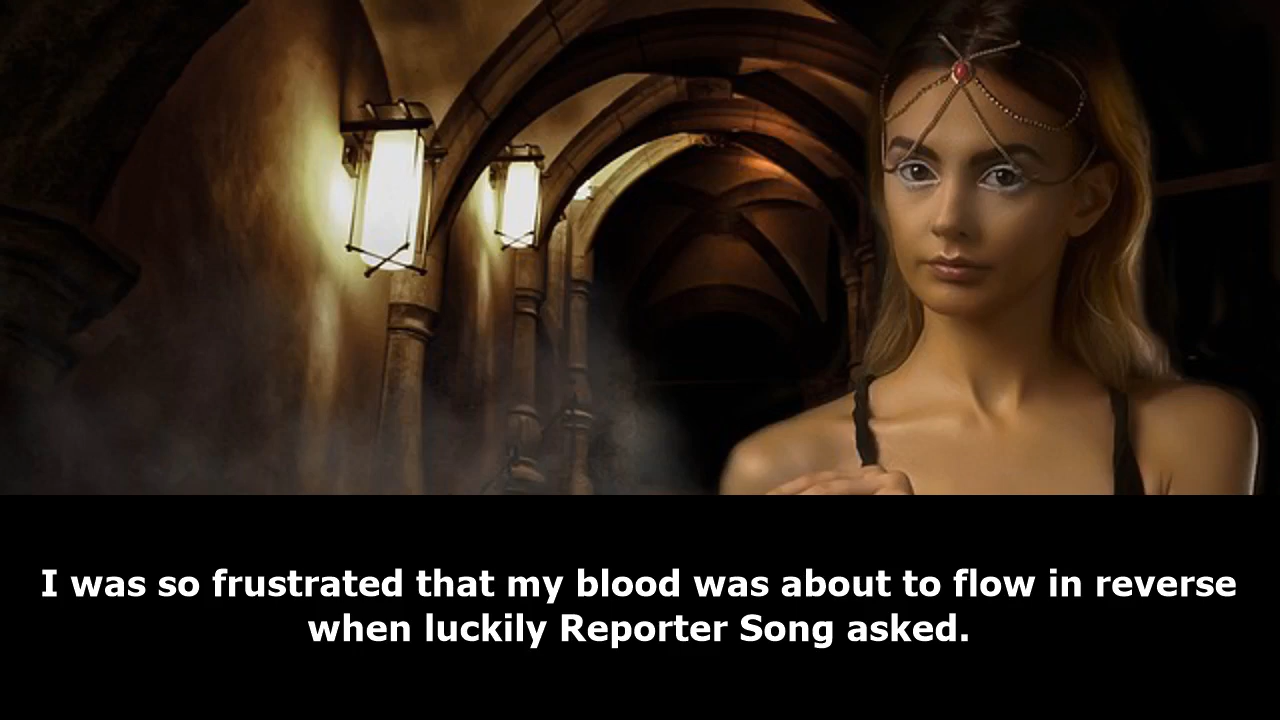 I was so frustrated that my blood was about to flow in reverse
when luckily Reporter Song asked.